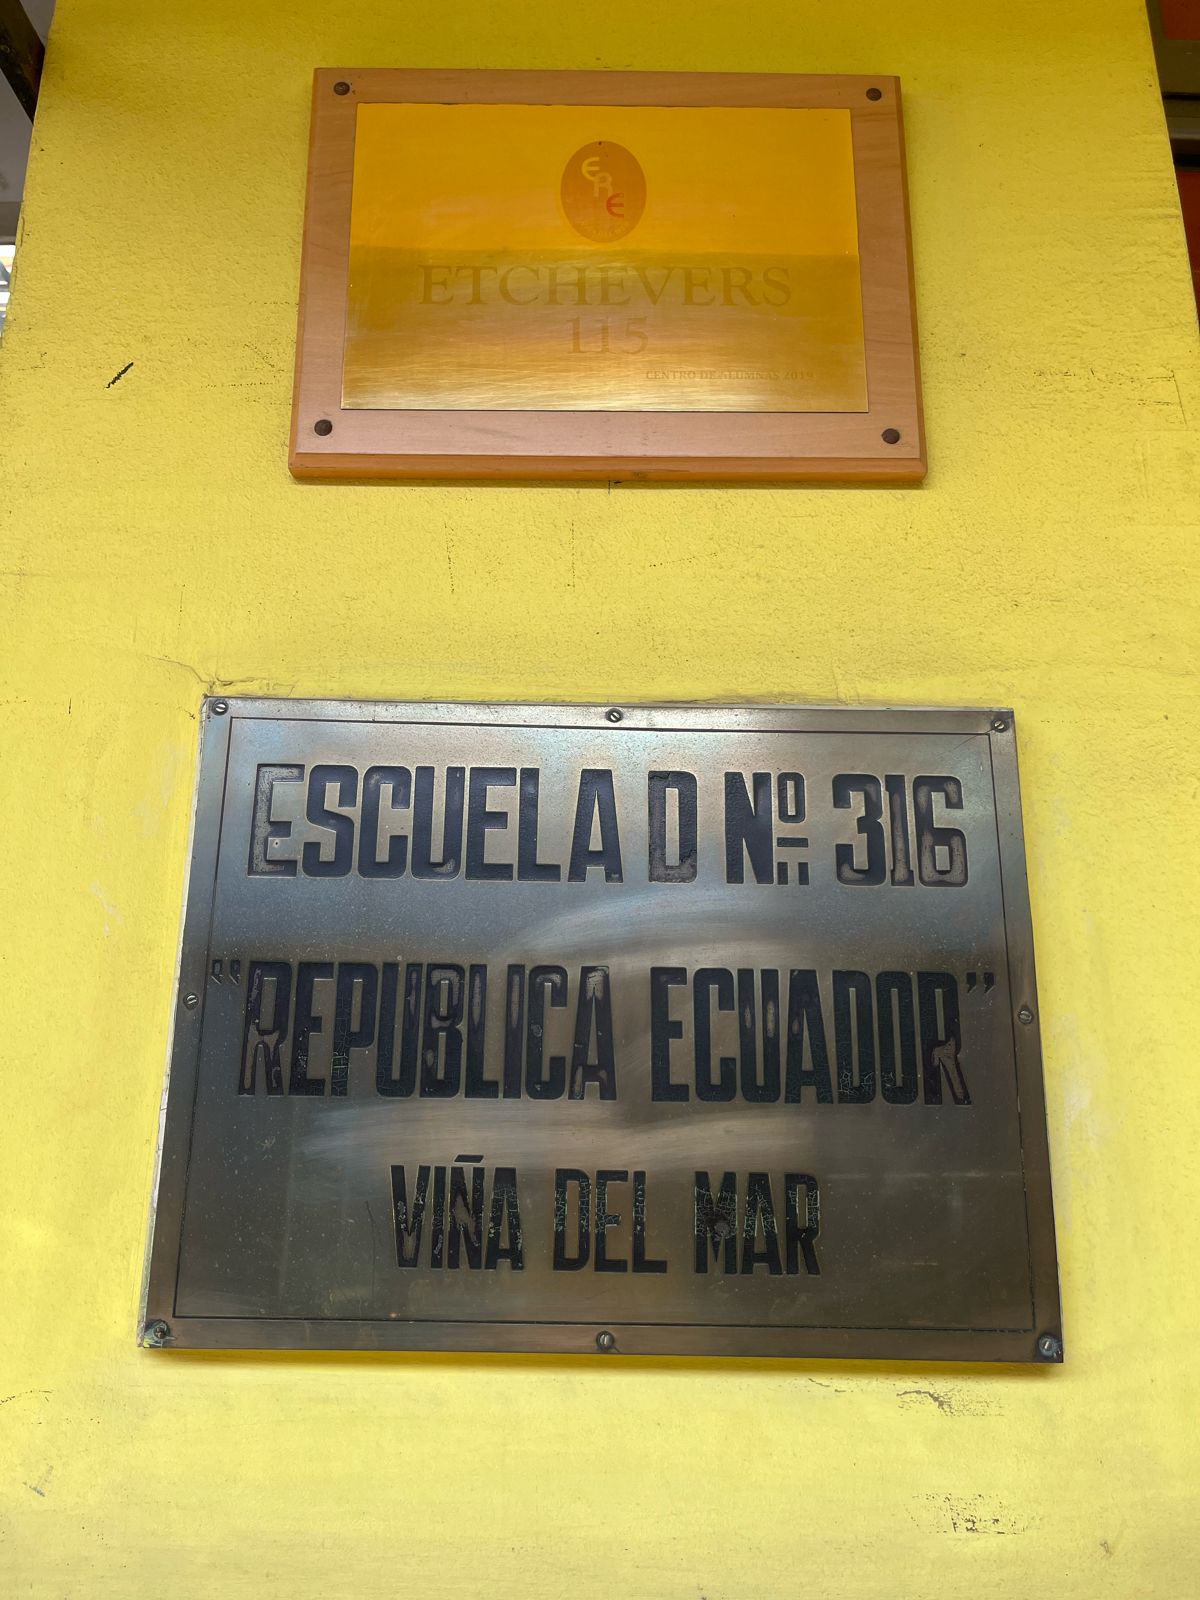 ERE
ETCHEVERS
115
CENTRO DE ALUMNAS 2019
ESCUELA D Nº 316
"REPUBLICA ECUADOR"
VIÑA DEL MAR